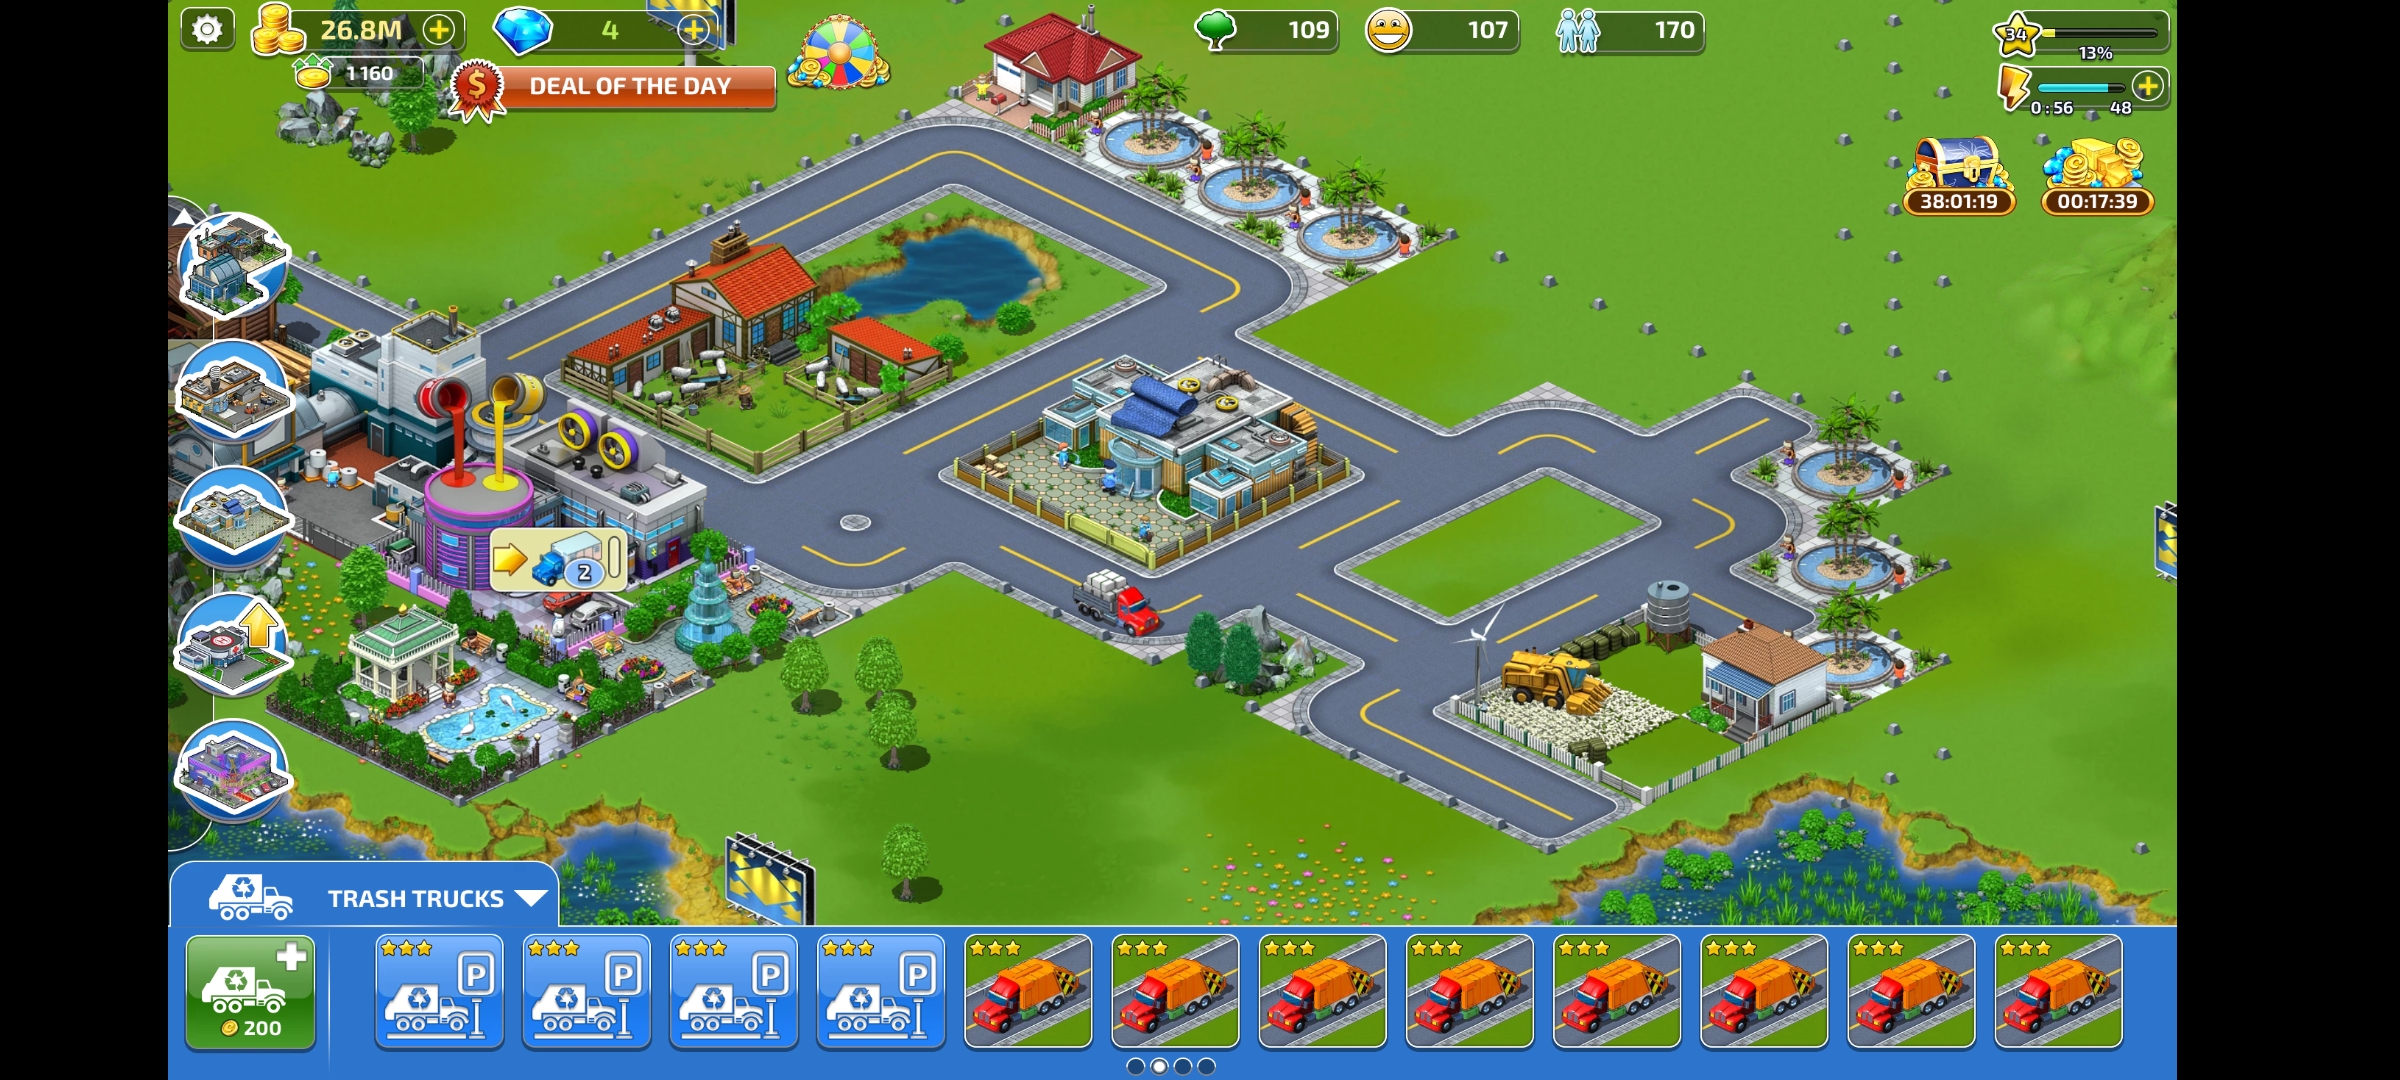 26.8M
4
109
107
170
34
13%
1 160
$
DEAL OF THE DAY
0:56
48
38:01:19
00:17:39
H
2
TRASH TRUCKS
200
P
P
P
P